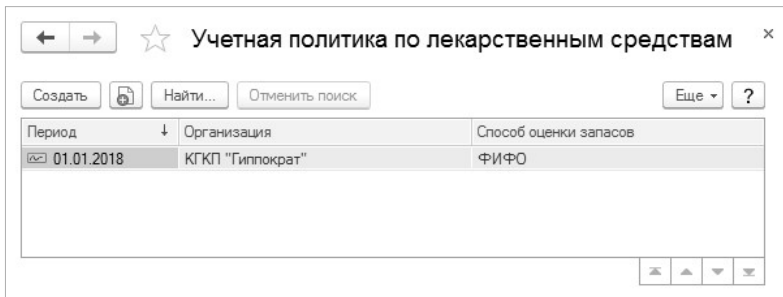 Учетная политика по лекарственным средствам
Создать Найти... Отменить поиск Еще ?
Период Организация Способ оценки запасов
01.01.2018 КГКП "Гиппократ" ФИФО